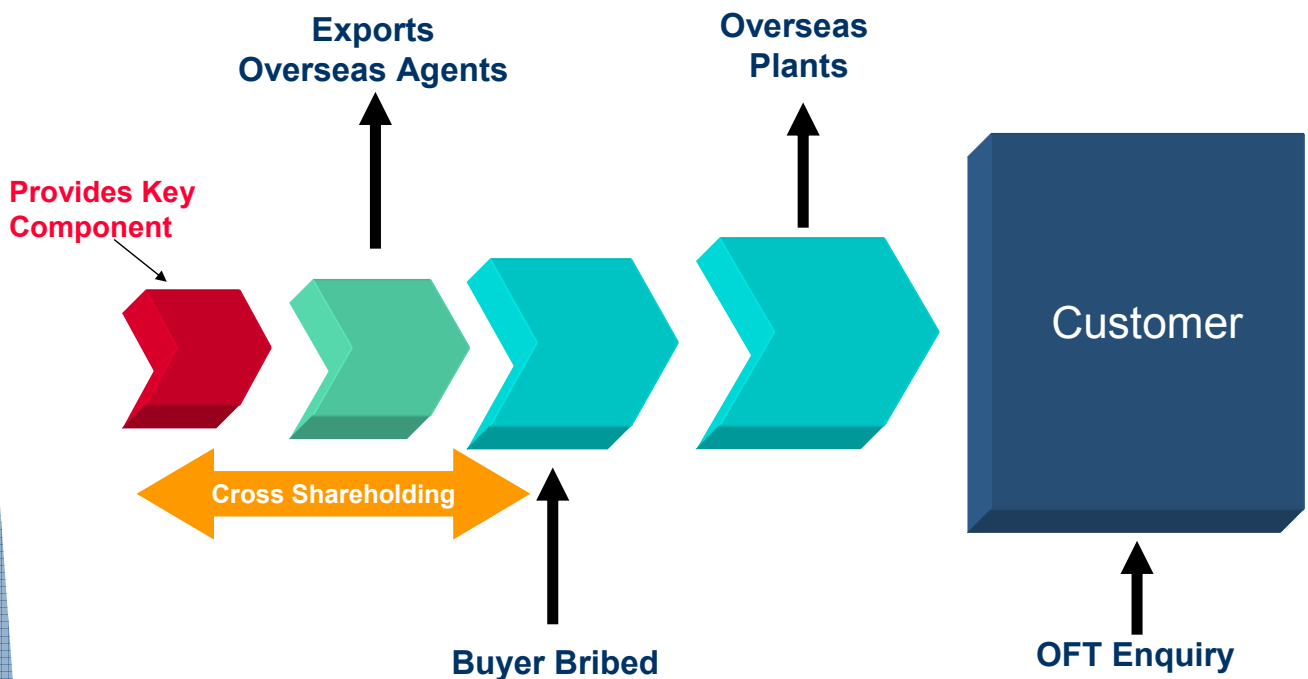 Exports
Overseas Agents
Overseas
Plants
Provides Key
Component
Customer
Cross Shareholding
Buyer Bribed
OFT Enquiry